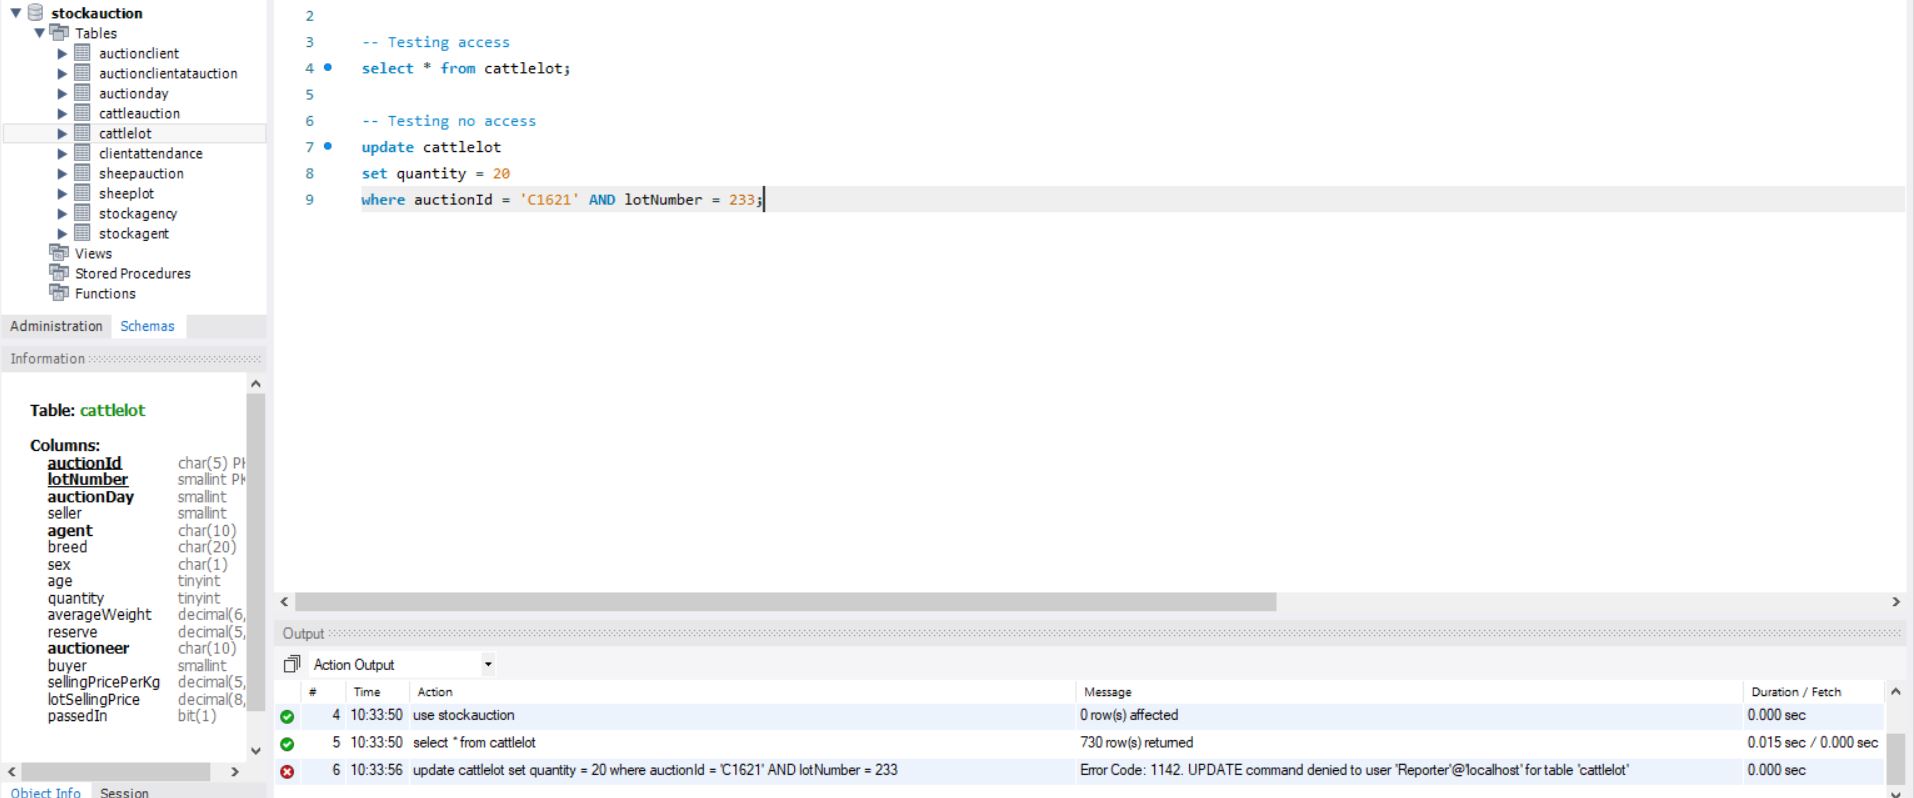 stockauction
Tables
auctionclient
auctionclientatauction
auctionday
cattleauction
cattlelot
clientattendance
sheepauction
sheeplot
stockagency
stockagent
Views
Stored Procedures
Functions
Administration Schemas
Information
Table: cattlelot
Columns:
auctionId char(5) PK
lotNumber smallint PK
auctionDay smallint
seller smallint
agent char(10)
breed char(20)
sex char(1)
age tinyint
quantity tinyint
averageWeight decimal(6,
reserve decimal(5,
auctioneer char(10)
buyer smallint
sellingPricePerKg decimal(5,
lotSellingPrice decimal(8,
passedIn bit(1)
Object Info Session
2
3 -- Testing access
4 select * from cattlelot;
5
6 -- Testing no access
7 update cattlelot
8 set quantity = 20
9 where auctionId = 'C1621' AND lotNumber = 233;
Output
Action Output
# Time Action Message Duration / Fetch
4 10:33:50 use stockauction 0 row(s) affected 0.000 sec
5 10:33:50 select * from cattlelot 730 row(s) returned 0.015 sec / 0.000 sec
6 10:33:56 update cattlelot set quantity = 20 where auctionId = 'C1621' AND lotNumber = 233 Error Code: 1142. UPDATE command denied to user 'Reporter'@'localhost' for table 'cattlelot' 0.000 sec